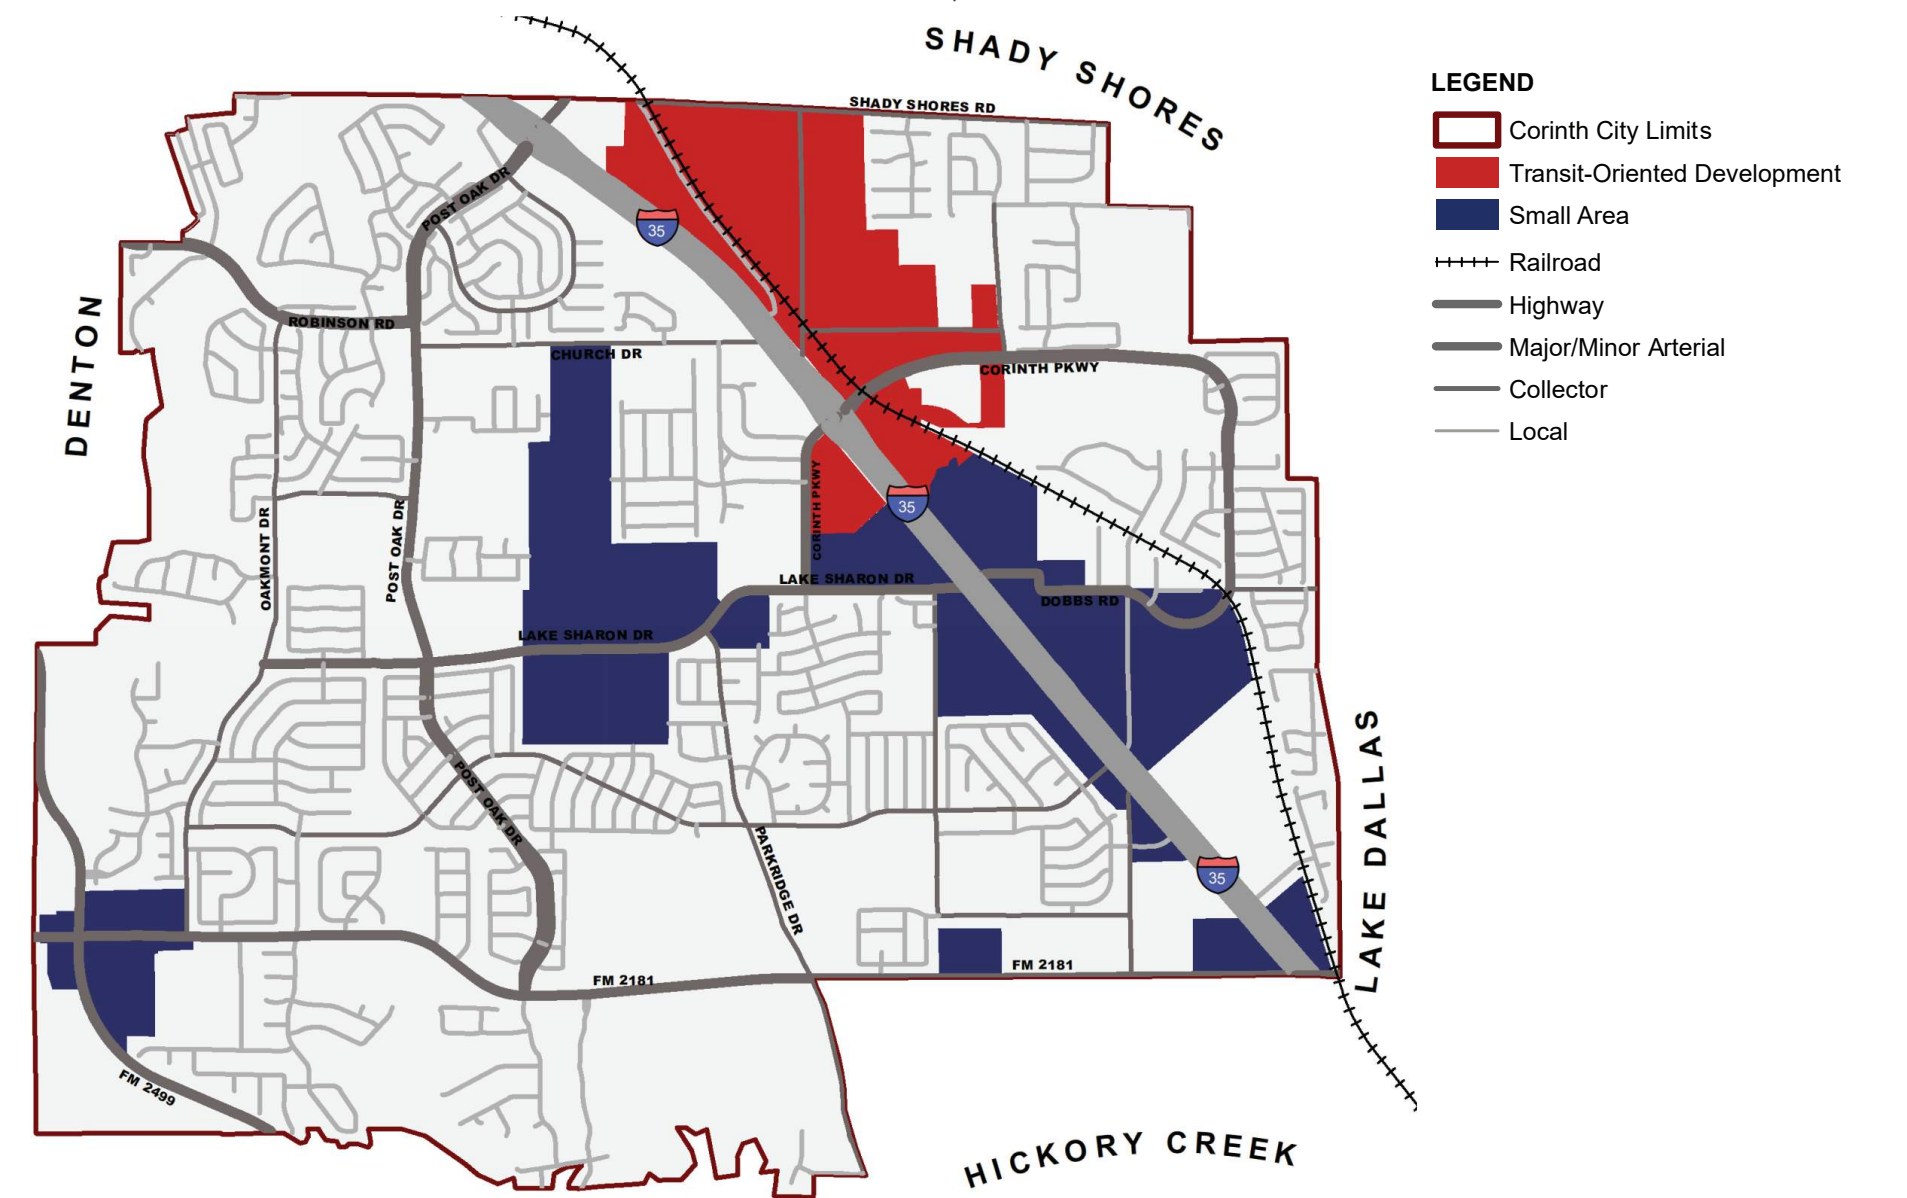 SHADY SHORES
SHADY SHORES RD
POST OAK DR
35
DENTON
ROBINSON RD
CHURCH DR
CORINTH PKWY
CORINTH PKWY
35
OAKMONT DR
POST OAK DR
LAKE SHARON DR
DOBBS RD
LAKE SHARON DR
POST OAK DR
PARKRIDGE DR
35
LAKE DALLAS
FM 2181
FM 2181
FM 2499
HICKORY CREEK
LEGEND
Corinth City Limits
Transit-Oriented Development
Small Area
Railroad
Highway
Major/Minor Arterial
Collector
Local